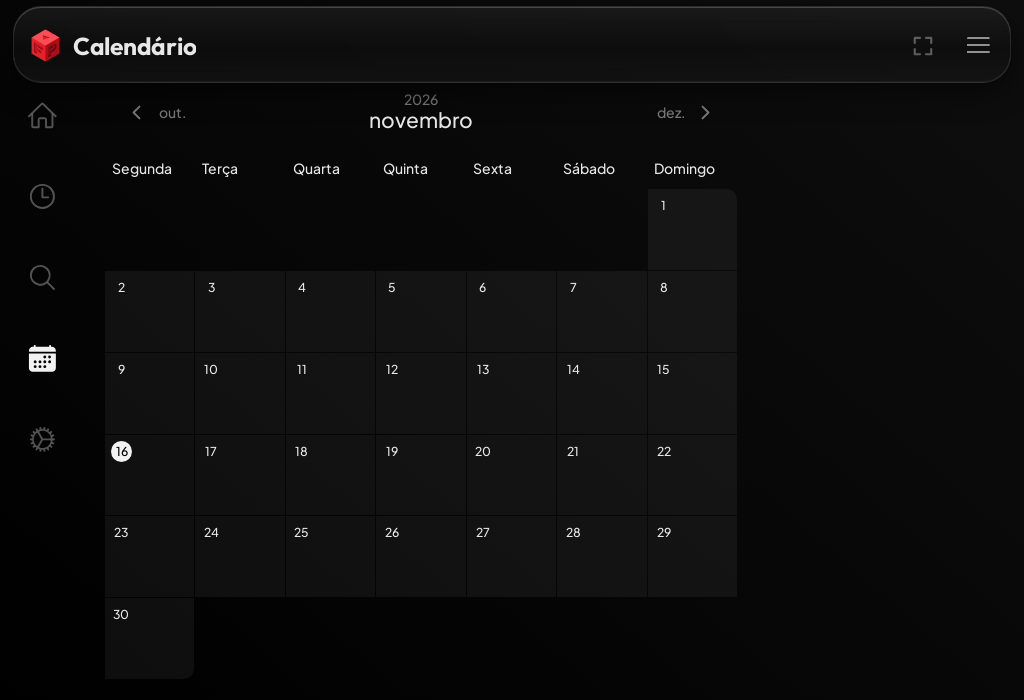 Calendário
out.
2026
novembro
dez.
Segunda Terça Quarta Quinta Sexta Sábado Domingo
1
2 3 4 5 6 7 8
9 10 11 12 13 14 15
16 17 18 19 20 21 22
23 24 25 26 27 28 29
30